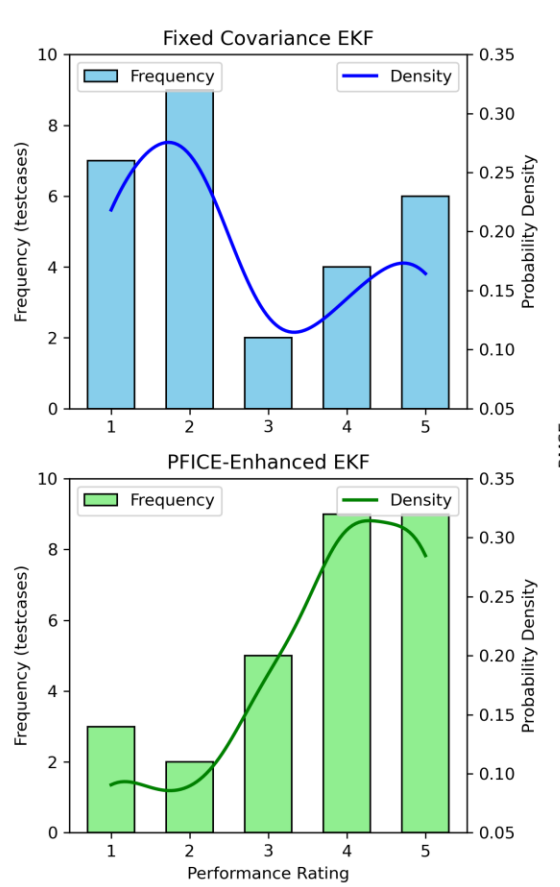 Fixed Covariance EKF
Frequency
Density
10
8
6
4
2
0
Frequency (testcases)
0.35
0.30
0.25
0.20
0.15
0.10
0.05
Probability Density
1 2 3 4 5
PFICE-Enhanced EKF
Frequency
Density
10
8
6
4
2
0
Frequency (testcases)
0.35
0.30
0.25
0.20
0.15
0.10
0.05
Probability Density
1 2 3 4 5
Performance Rating